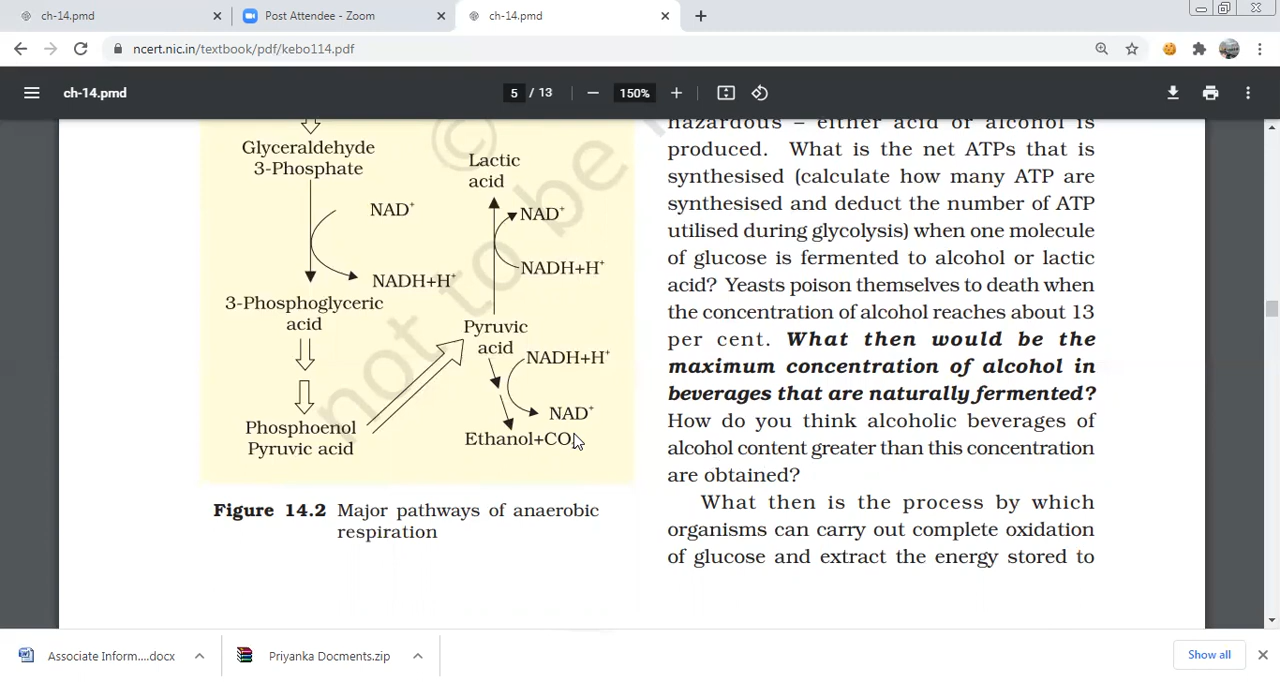 ch-14.pmd
Post Attendee - Zoom
ch-14.pmd
ncert.nic.in/textbook/pdf/kebo114.pdf
ch-14.pmd
5 / 13
150%
Glyceraldehyde
3-Phosphate
NAD+
NADH+H+
3-Phosphoglyceric
acid
Phosphoenol
Pyruvic acid
Lactic
acid
NAD+
NADH+H+
Pyruvic
acid
NADH+H+
NAD+
Ethanol+CO
Figure 14.2 Major pathways of anaerobic
respiration
© not to be
hazardous – either acid or alcohol is
produced. What is the net ATPs that is
synthesised (calculate how many ATP are
synthesised and deduct the number of ATP
utilised during glycolysis) when one molecule
of glucose is fermented to alcohol or lactic
acid? Yeasts poison themselves to death when
the concentration of alcohol reaches about 13
per cent. What then would be the
maximum concentration of alcohol in
beverages that are naturally fermented?
How do you think alcoholic beverages of
alcohol content greater than this concentration
are obtained?
What then is the process by which
organisms can carry out complete oxidation
of glucose and extract the energy stored to
Associate Inform....docx
Priyanka Docments.zip
Show all